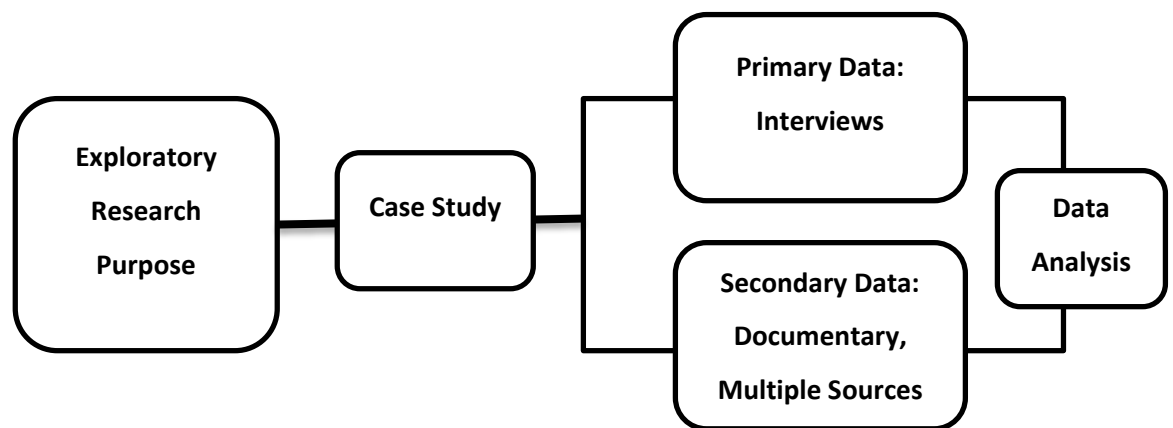 Exploratory
Research
Purpose
Case Study
Primary Data:
Interviews
Secondary Data:
Documentary,
Multiple Sources
Data
Analysis